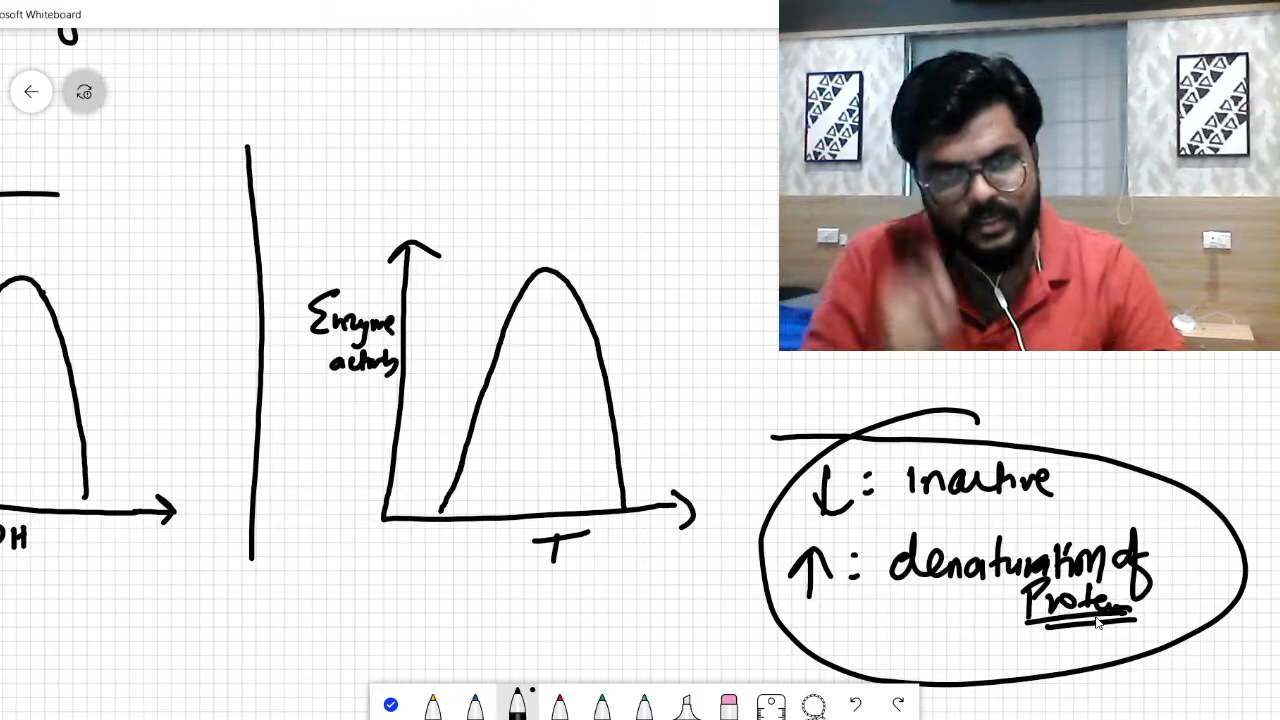 osoft Whiteboard
Enzyme
activity
pH
T
↓ : inactive
↑ : denaturation of
Protein